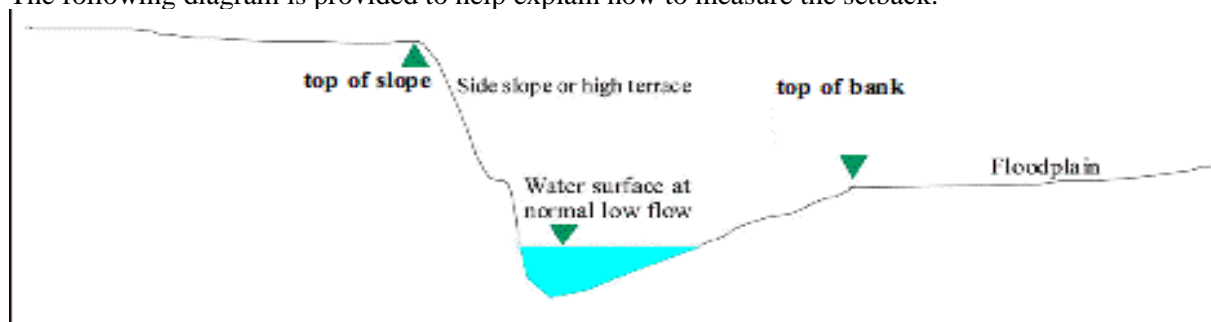 The following diagram is provided to help explain how to measure the setback.
top of slope
Side slope or high terrace
top of bank
Water surface at
normal low flow
Floodplain